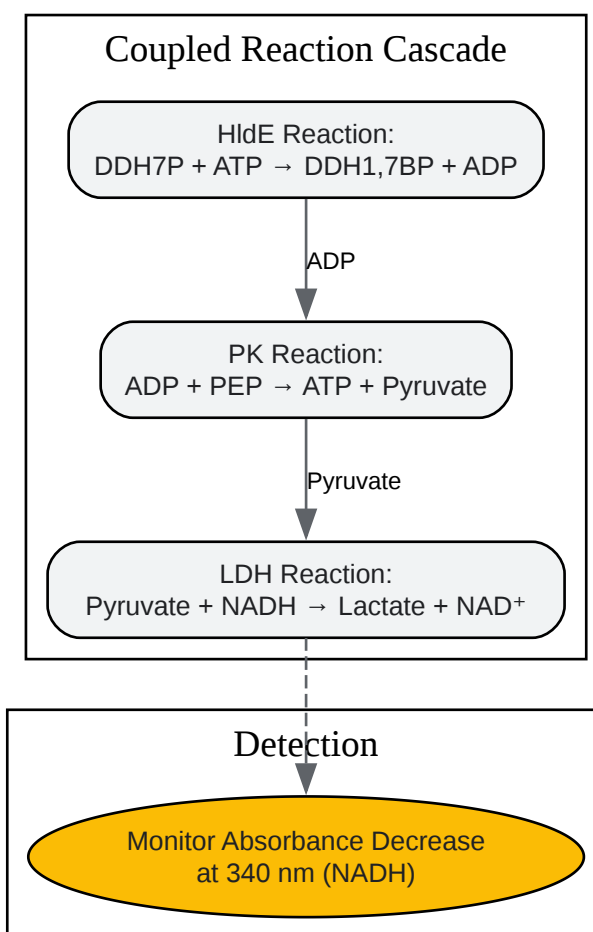 Coupled Reaction Cascade
HldE Reaction:
DDH7P + ATP → DDH1,7BP + ADP
ADP
PK Reaction:
ADP + PEP → ATP + Pyruvate
Pyruvate
LDH Reaction:
Pyruvate + NADH → Lactate + NAD⁺
Detection
Monitor Absorbance Decrease
at 340 nm (NADH)